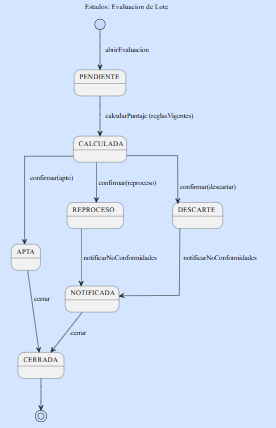 Estados: Evaluacion de Lote
abrirEvaluacion
PENDIENTE
calcularPuntaje (reglasVigentes)
CALCULADA
confirmar(apto)
confirmar(reproceso)
confirmar(descartar)
REPROCESO
DESCARTE
APTA
notificarNoConformidades
notificarNoConformidades
NOTIFICADA
cerrar
cerrar
CERRADA